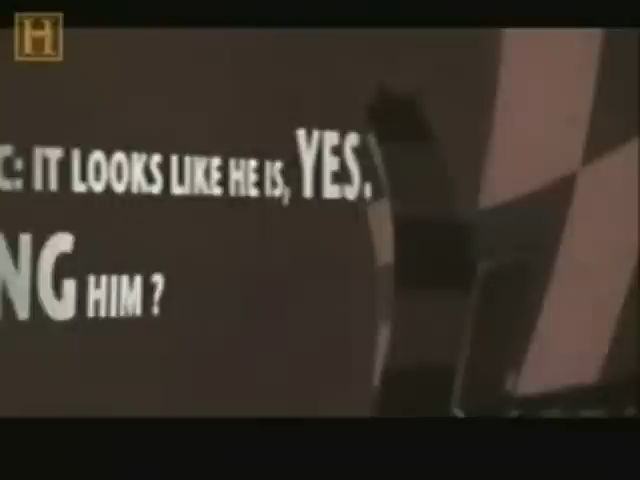 H
C: IT LOOKS LIKE HE IS, YES.
NG HIM?